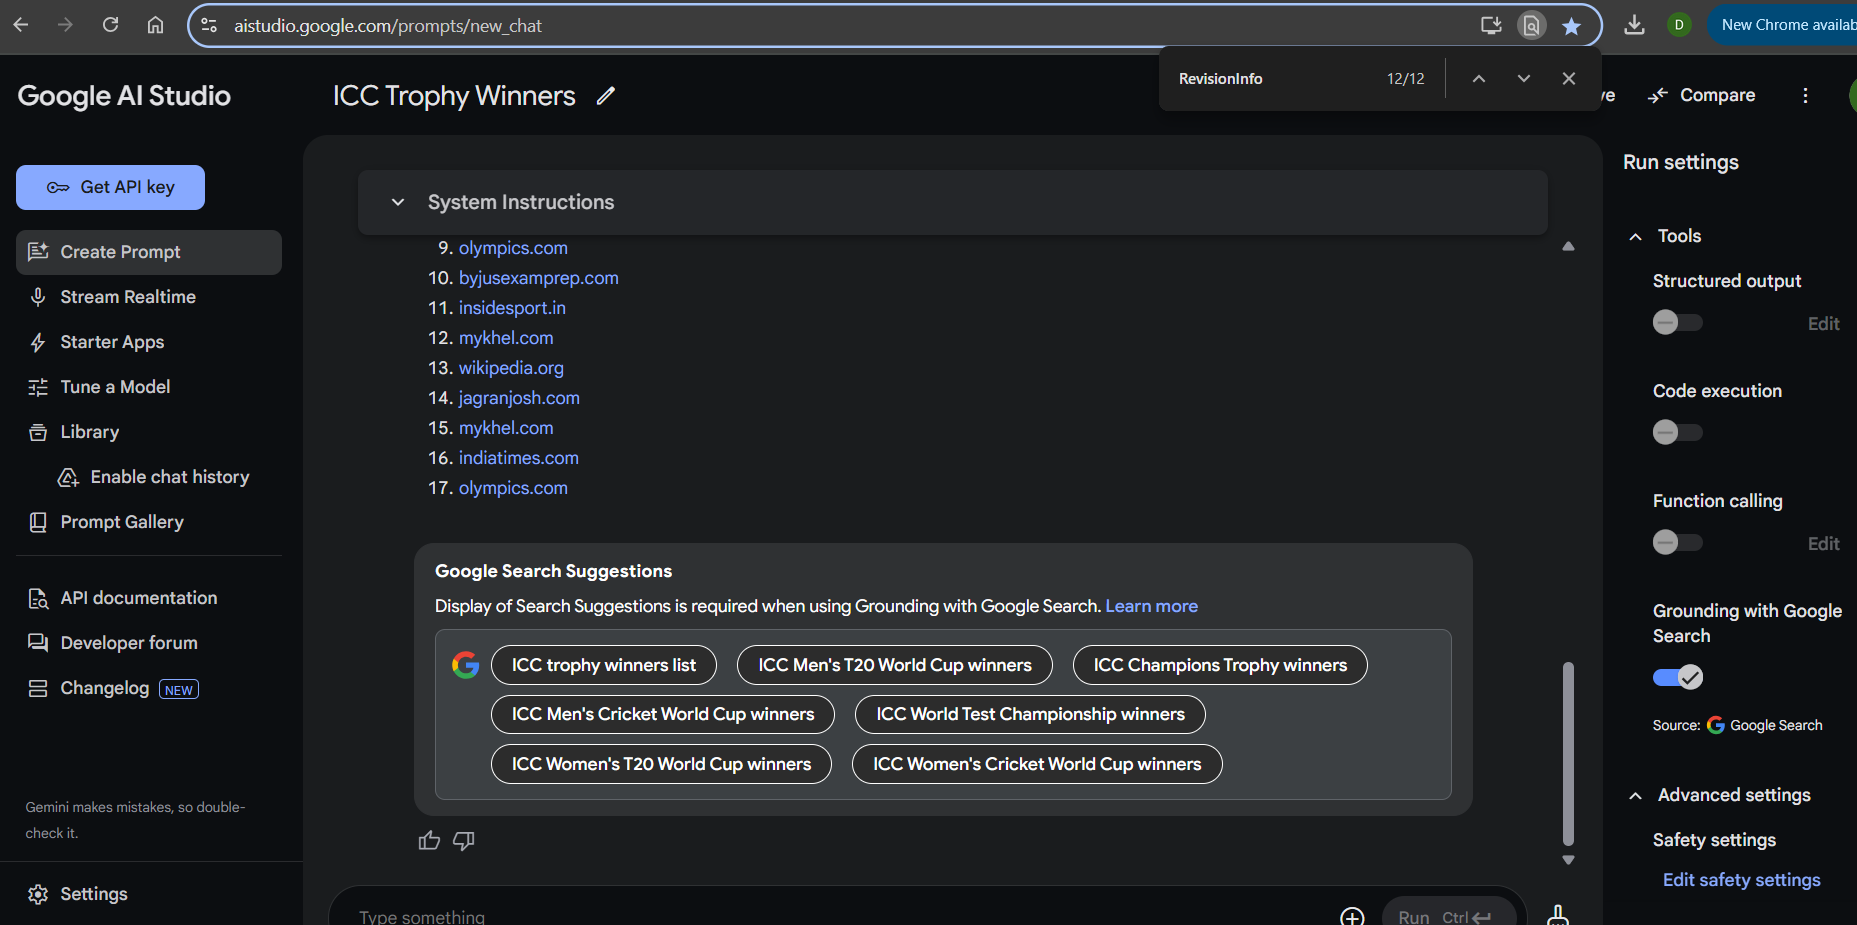 aistudio.google.com/prompts/new_chat
D
New Chrome availab
RevisionInfo 12/12
Google AI Studio
ICC Trophy Winners
ve
Compare
Get API key
Create Prompt
Stream Realtime
Starter Apps
Tune a Model
Library
Enable chat history
Prompt Gallery
API documentation
Developer forum
Changelog NEW
Gemini makes mistakes, so double-
check it.
Settings
System Instructions
9. olympics.com
10. byjusexamprep.com
11. insidesport.in
12. mykhel.com
13. wikipedia.org
14. jagranjosh.com
15. mykhel.com
16. indiatimes.com
17. olympics.com
Google Search Suggestions
Display of Search Suggestions is required when using Grounding with Google Search. Learn more
ICC trophy winners list
ICC Men's T20 World Cup winners
ICC Champions Trophy winners
ICC Men's Cricket World Cup winners
ICC World Test Championship winners
ICC Women's T20 World Cup winners
ICC Women's Cricket World Cup winners
Type something
Run Ctrl
Run settings
Tools
Structured output
Edit
Code execution
Function calling
Edit
Grounding with Google
Search
Source: Google Search
Advanced settings
Safety settings
Edit safety settings